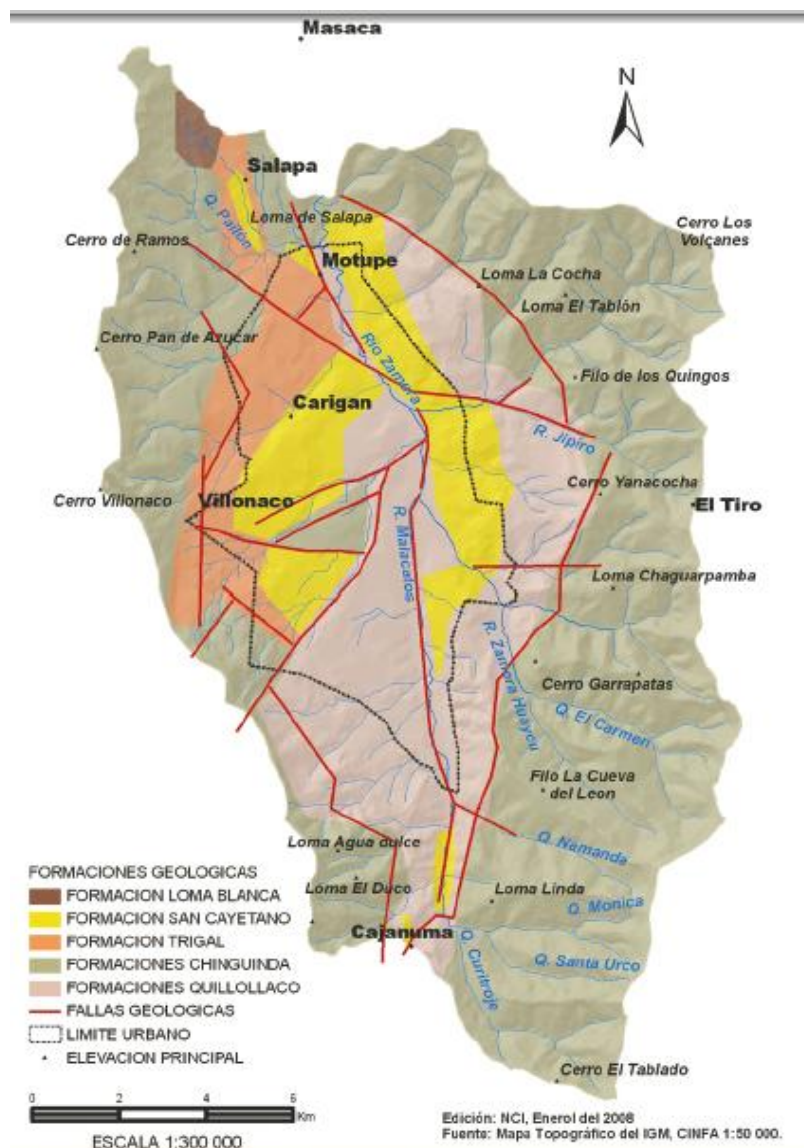 Masaca
N
Salapa
Q. Pailón
Loma de Salapa
Cerro de Ramos
Cerro Los
Volcanes
Motupe
Loma La Cocha
Loma El Tablón
Cerro Pan de Azucar
Rio Zamora
Filo de los Quingos
Carigan
R. Jipiro
Cerro Villonaco
Villonaco
Cerro Yanacocha
El Tiro
R. Malacatos
Loma Chaguarpamba
R. Zamora Huaycu
Cerro Garrapatas
Q. El Carmen
Filo La Cueva
del Leon
Loma Agua dulce
Q. Namanda
FORMACIONES GEOLOGICAS
FORMACION LOMA BLANCA
Loma El Duco
Loma Linda
Q. Monica
FORMACION SAN CAYETANO
FORMACION TRIGAL
Cajanuma
Q. Curitroje
Q. Santa Urco
FORMACIONES CHINGUINDA
FORMACIONES QUILLOLLACO
FALLAS GEOLOGICAS
LIMITE URBANO
ELEVACION PRINCIPAL
Cerro El Tablado
0 2 4 6
Km
ESCALA 1:300 000
Edición: NCI, Enerol del 2008
Fuente: Mapa Topográfico del IGM, CINFA 1:50 000.